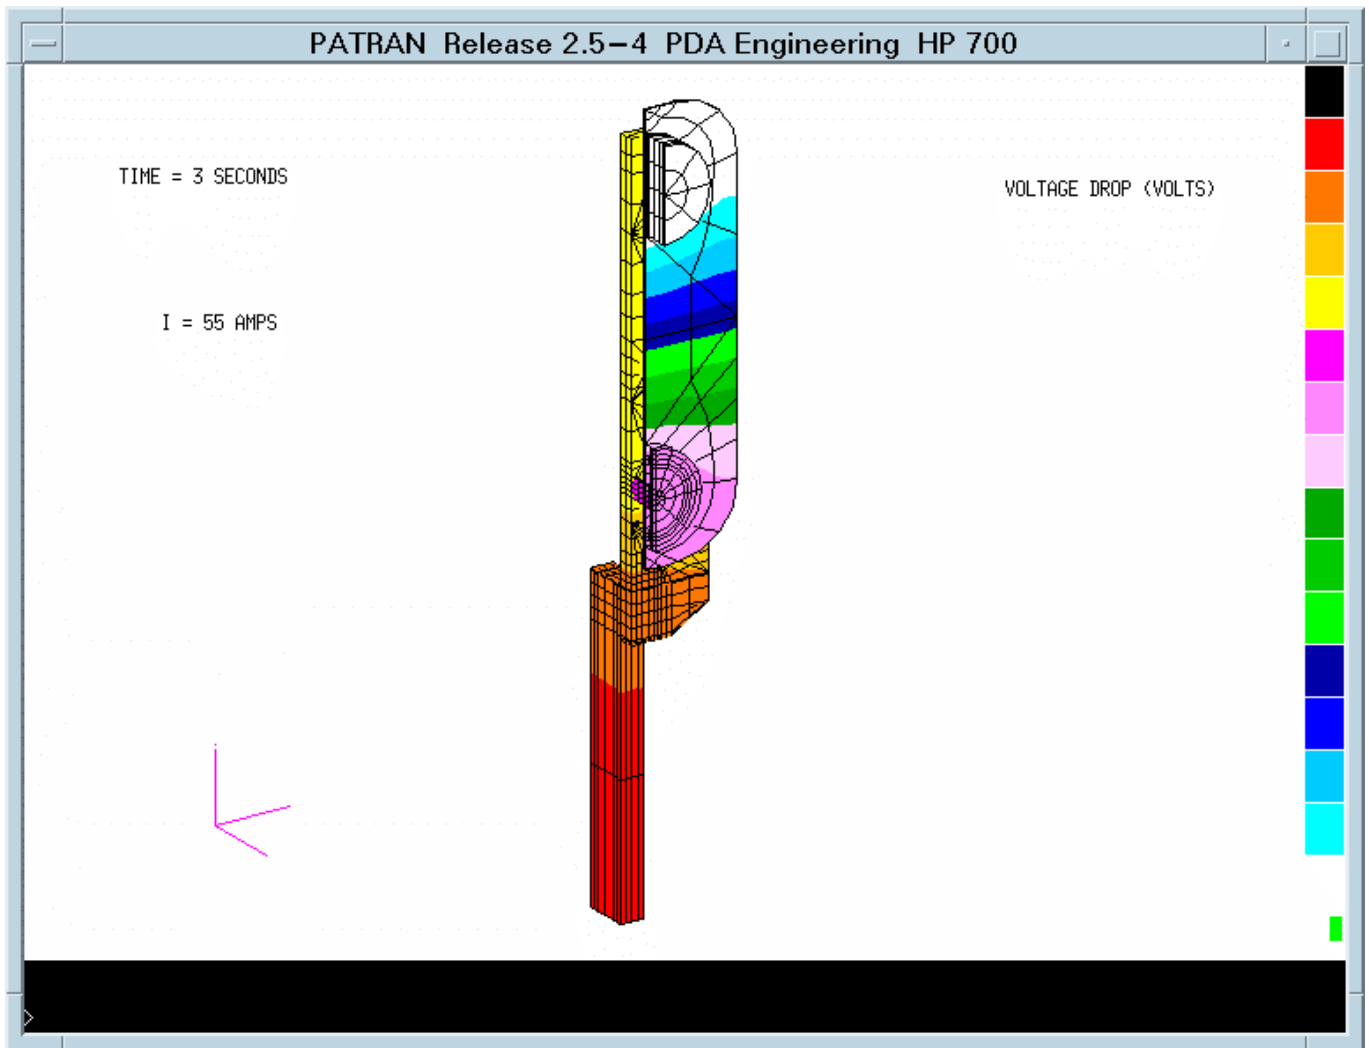 PATRAN Release 2.5-4 PDA Engineering HP 700
TIME = 3 SECONDS
VOLTAGE DROP (VOLTS)
I = 55 AMPS
>